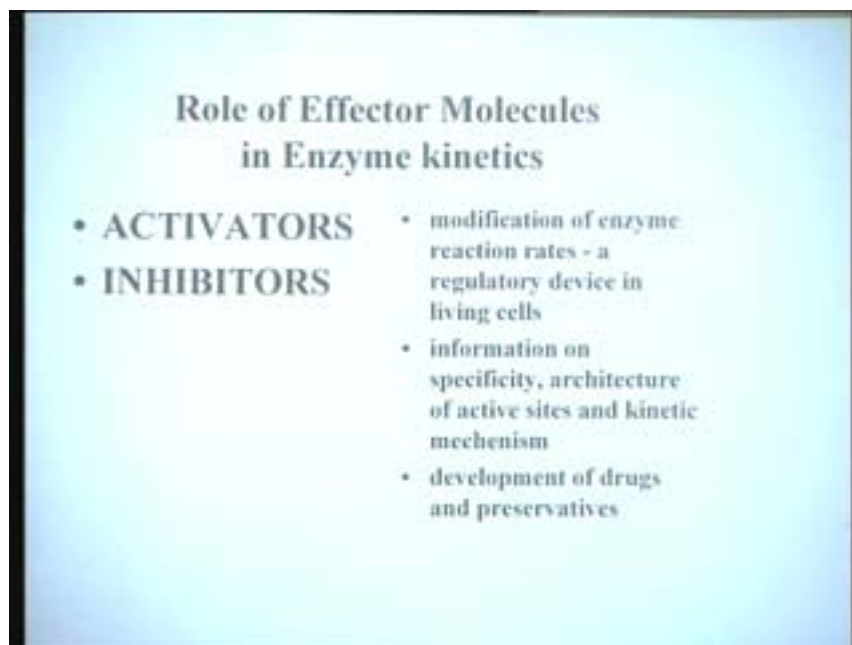 Role of Effector Molecules
in Enzyme kinetics
• ACTIVATORS
• INHIBITORS
• modification of enzyme
reaction rates - a
regulatory device in
living cells
• information on
specificity, architecture
of active sites and kinetic
mechenism
• development of drugs
and preservatives